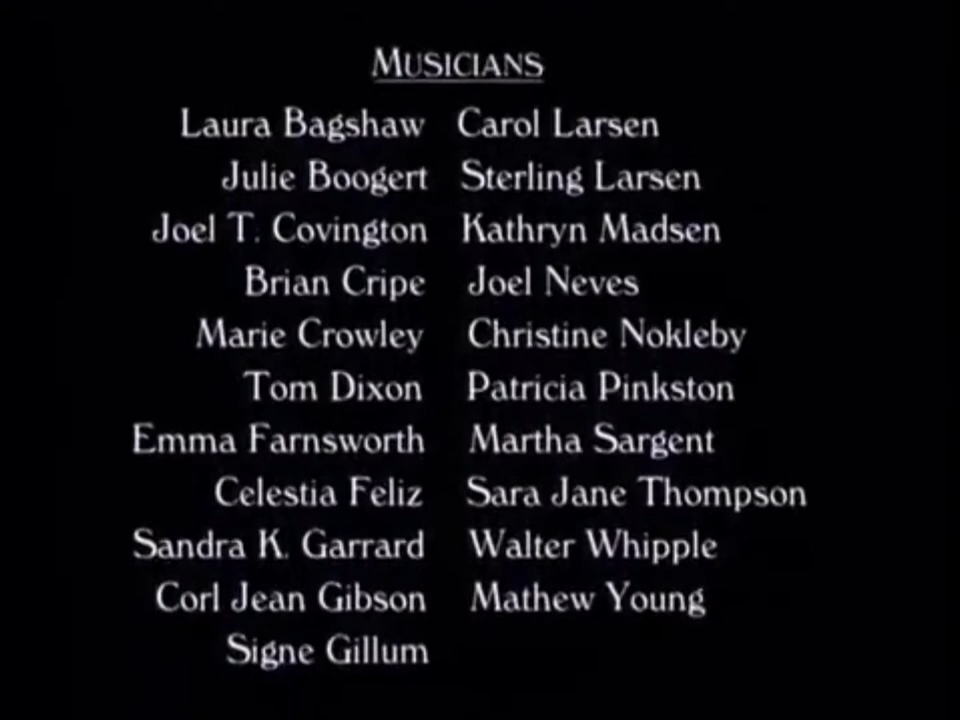 MUSICIANS
Laura Bagshaw Carol Larsen
Julie Boogert Sterling Larsen
Joel T. Covington Kathryn Madsen
Brian Cripe Joel Neves
Marie Crowley Christine Nokleby
Tom Dixon Patricia Pinkston
Emma Farnsworth Martha Sargent
Celestia Feliz Sara Jane Thompson
Sandra K. Garrard Walter Whipple
Corl Jean Gibson Mathew Young
Signe Gillum